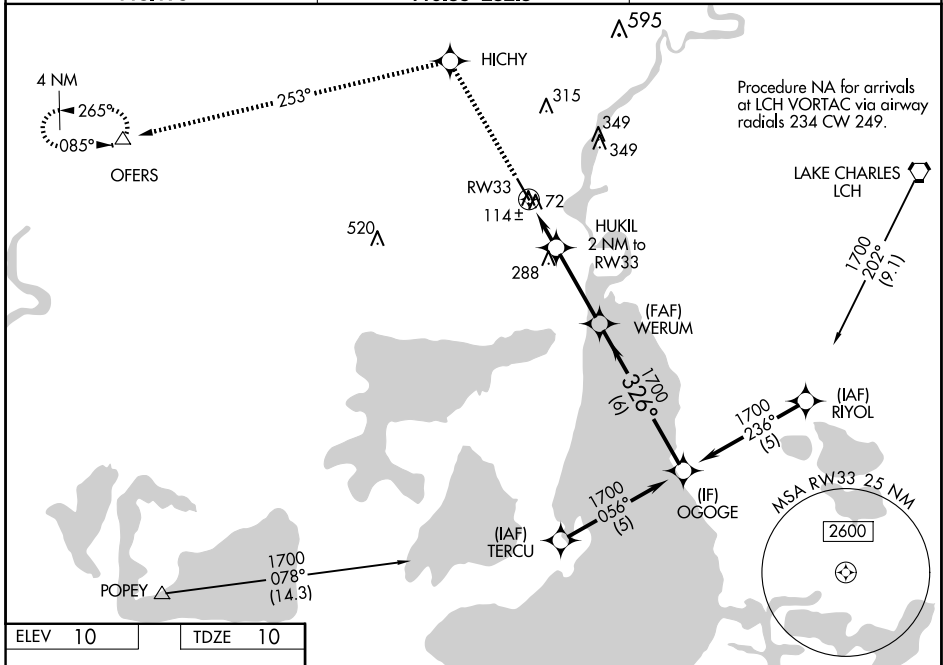 595
HICHY
4 NM
265°
085°
253°
OFERS
315
349
349
Procedure NA for arrivals
at LCH VORTAC via airway
radials 234 CW 249.
LAKE CHARLES
LCH
1700
202°
(9.1)
RW33
72
114±
520
HUKIL
2 NM to
RW33
288
(FAF)
WERUM
1700
326°
(6)
(IAF)
RIYOL
1700
236°
(5)
(IF)
OGOGE
1700
056°
(5)
(IAF)
TERCU
MSA RW33 25 NM
2600
1700
078°
(14.3)
POPEY
ELEV 10
TDZE 10